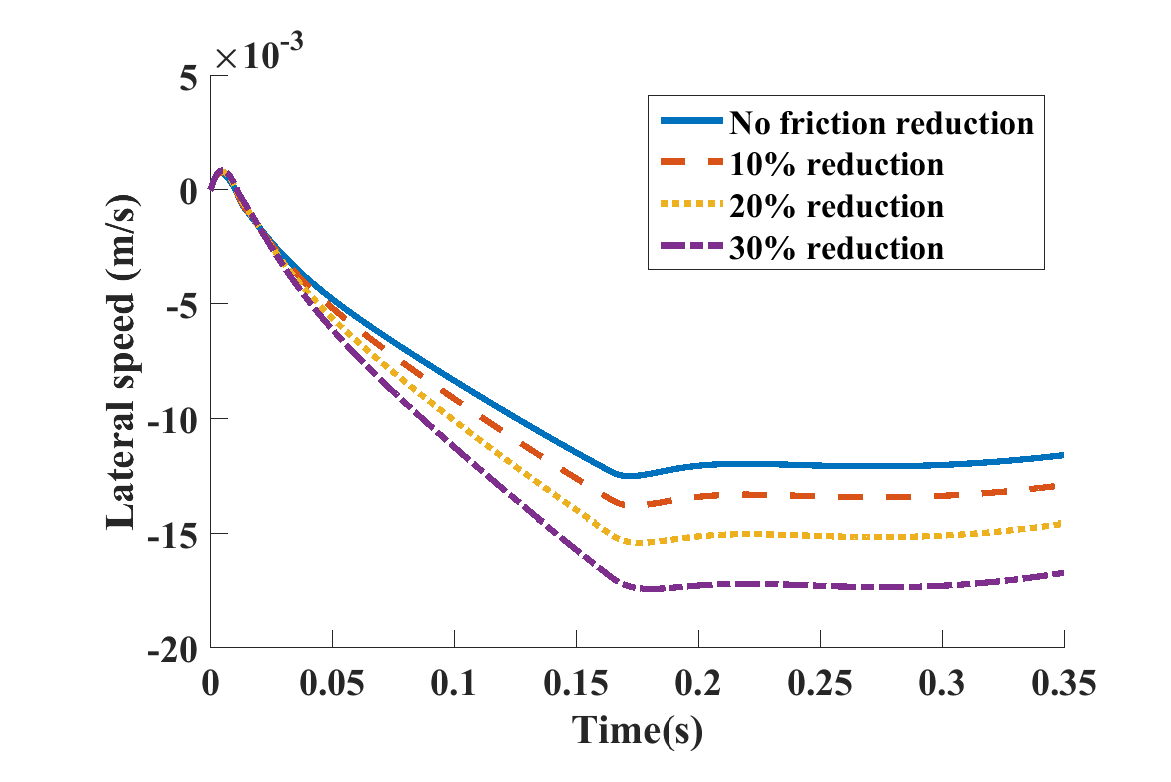 ×10-3
5
0
-5
-10
-15
-20
Lateral speed (m/s)
No friction reduction
10% reduction
20% reduction
30% reduction
0 0.05 0.1 0.15 0.2 0.25 0.3 0.35
Time(s)